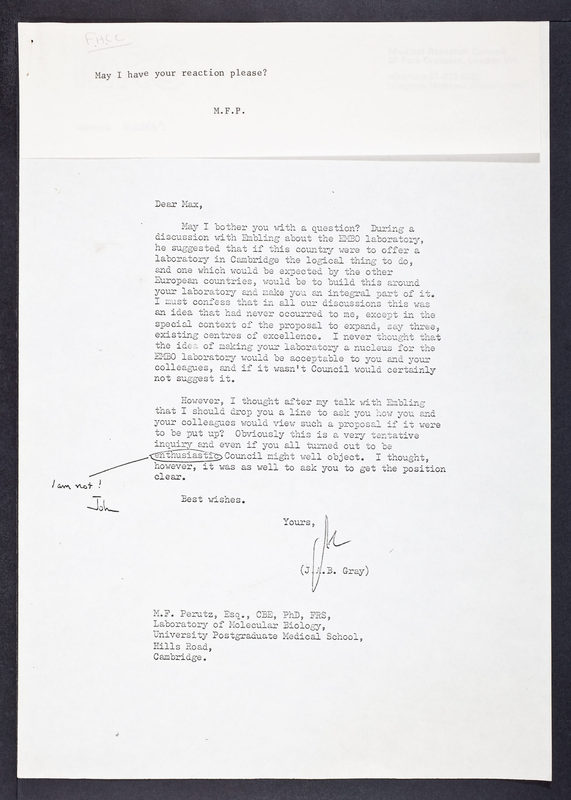 F.H.C.C
May I have your reaction please?
M.F.P.
Dear Max,
May I bother you with a question? During a
discussion with Embling about the EMBO laboratory,
he suggested that if this country were to offer a
laboratory in Cambridge the logical thing to do,
and one which would be expected by the other
European countries, would be to build this around
your laboratory and make you an integral part of it.
I must confess that in all our discussions this was
an idea that had never occurred to me, except in the
special context of the proposal to expand, say three,
existing centres of excellence. I never thought that
the idea of making your laboratory a nucleus for the
EMBO laboratory would be acceptable to you and your
colleagues, and if it wasn't Council would certainly
not suggest it.
However, I thought after my talk with Embling
that I should drop you a line to ask you how you and
your colleagues would view such a proposal if it were
to be put up? Obviously this is a very tentative
inquiry and even if you all turned out to be
enthusiastic Council might well object. I thought,
however, it was as well to ask you to get the position
clear.
I am not!
John
Best wishes.
Yours,
(J.A.B. Gray)
M.F. Perutz, Esq., CBE, PhD, FRS,
Laboratory of Molecular Biology,
University Postgraduate Medical School,
Hills Road,
Cambridge.